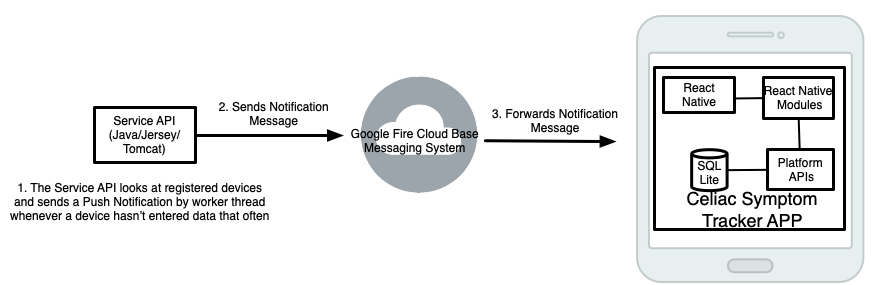 Service API
(Java/Jersey/
Tomcat)
1. The Service API looks at registered devices
and sends a Push Notification by worker thread
whenever a device hasn't entered data that often
2. Sends Notification
Message
Google Fire Cloud Base
Messaging System
3. Forwards Notification
Message
React
Native
React Native
Modules
SQL
Lite
Platform
APIs
Celiac Symptom
Tracker APP